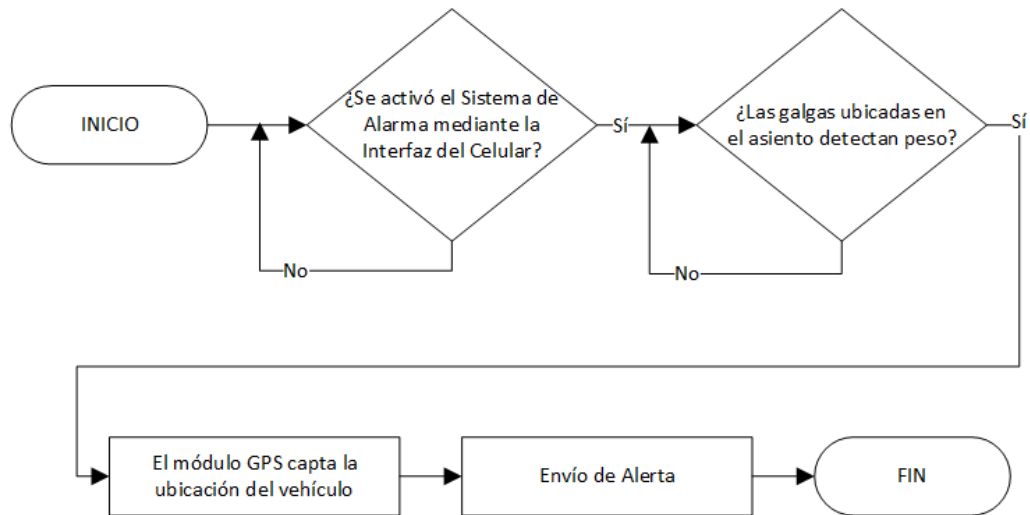 INICIO
¿Se activó el Sistema de
Alarma mediante la
Interfaz del Celular?
Sí
No
¿Las galgas ubicadas en
el asiento detectan peso?
Sí
No
El módulo GPS capta la
ubicación del vehículo
Envío de Alerta
FIN